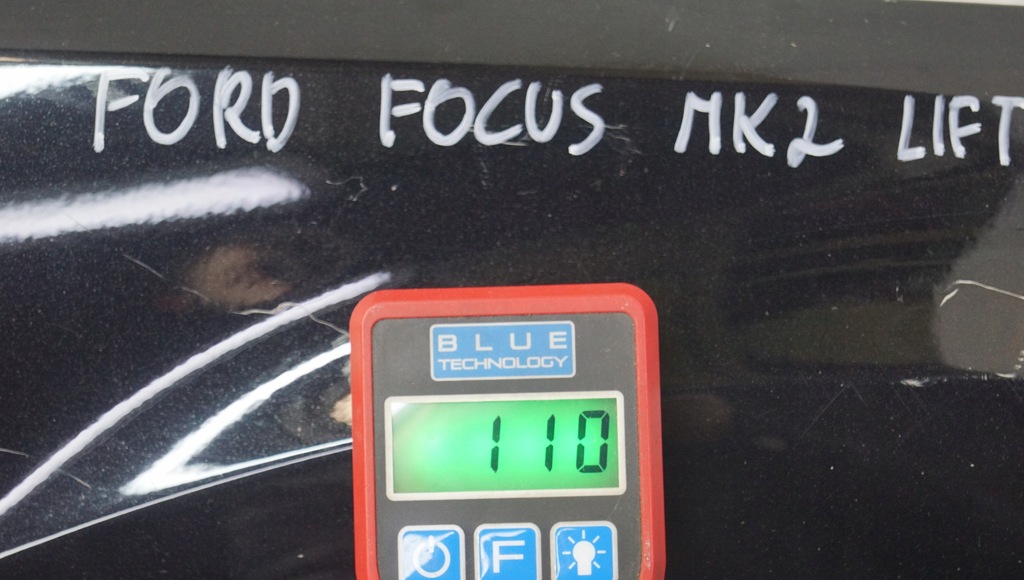 FORD FOCUS MK2 LIFT
BLUE
TECHNOLOGY
110
F